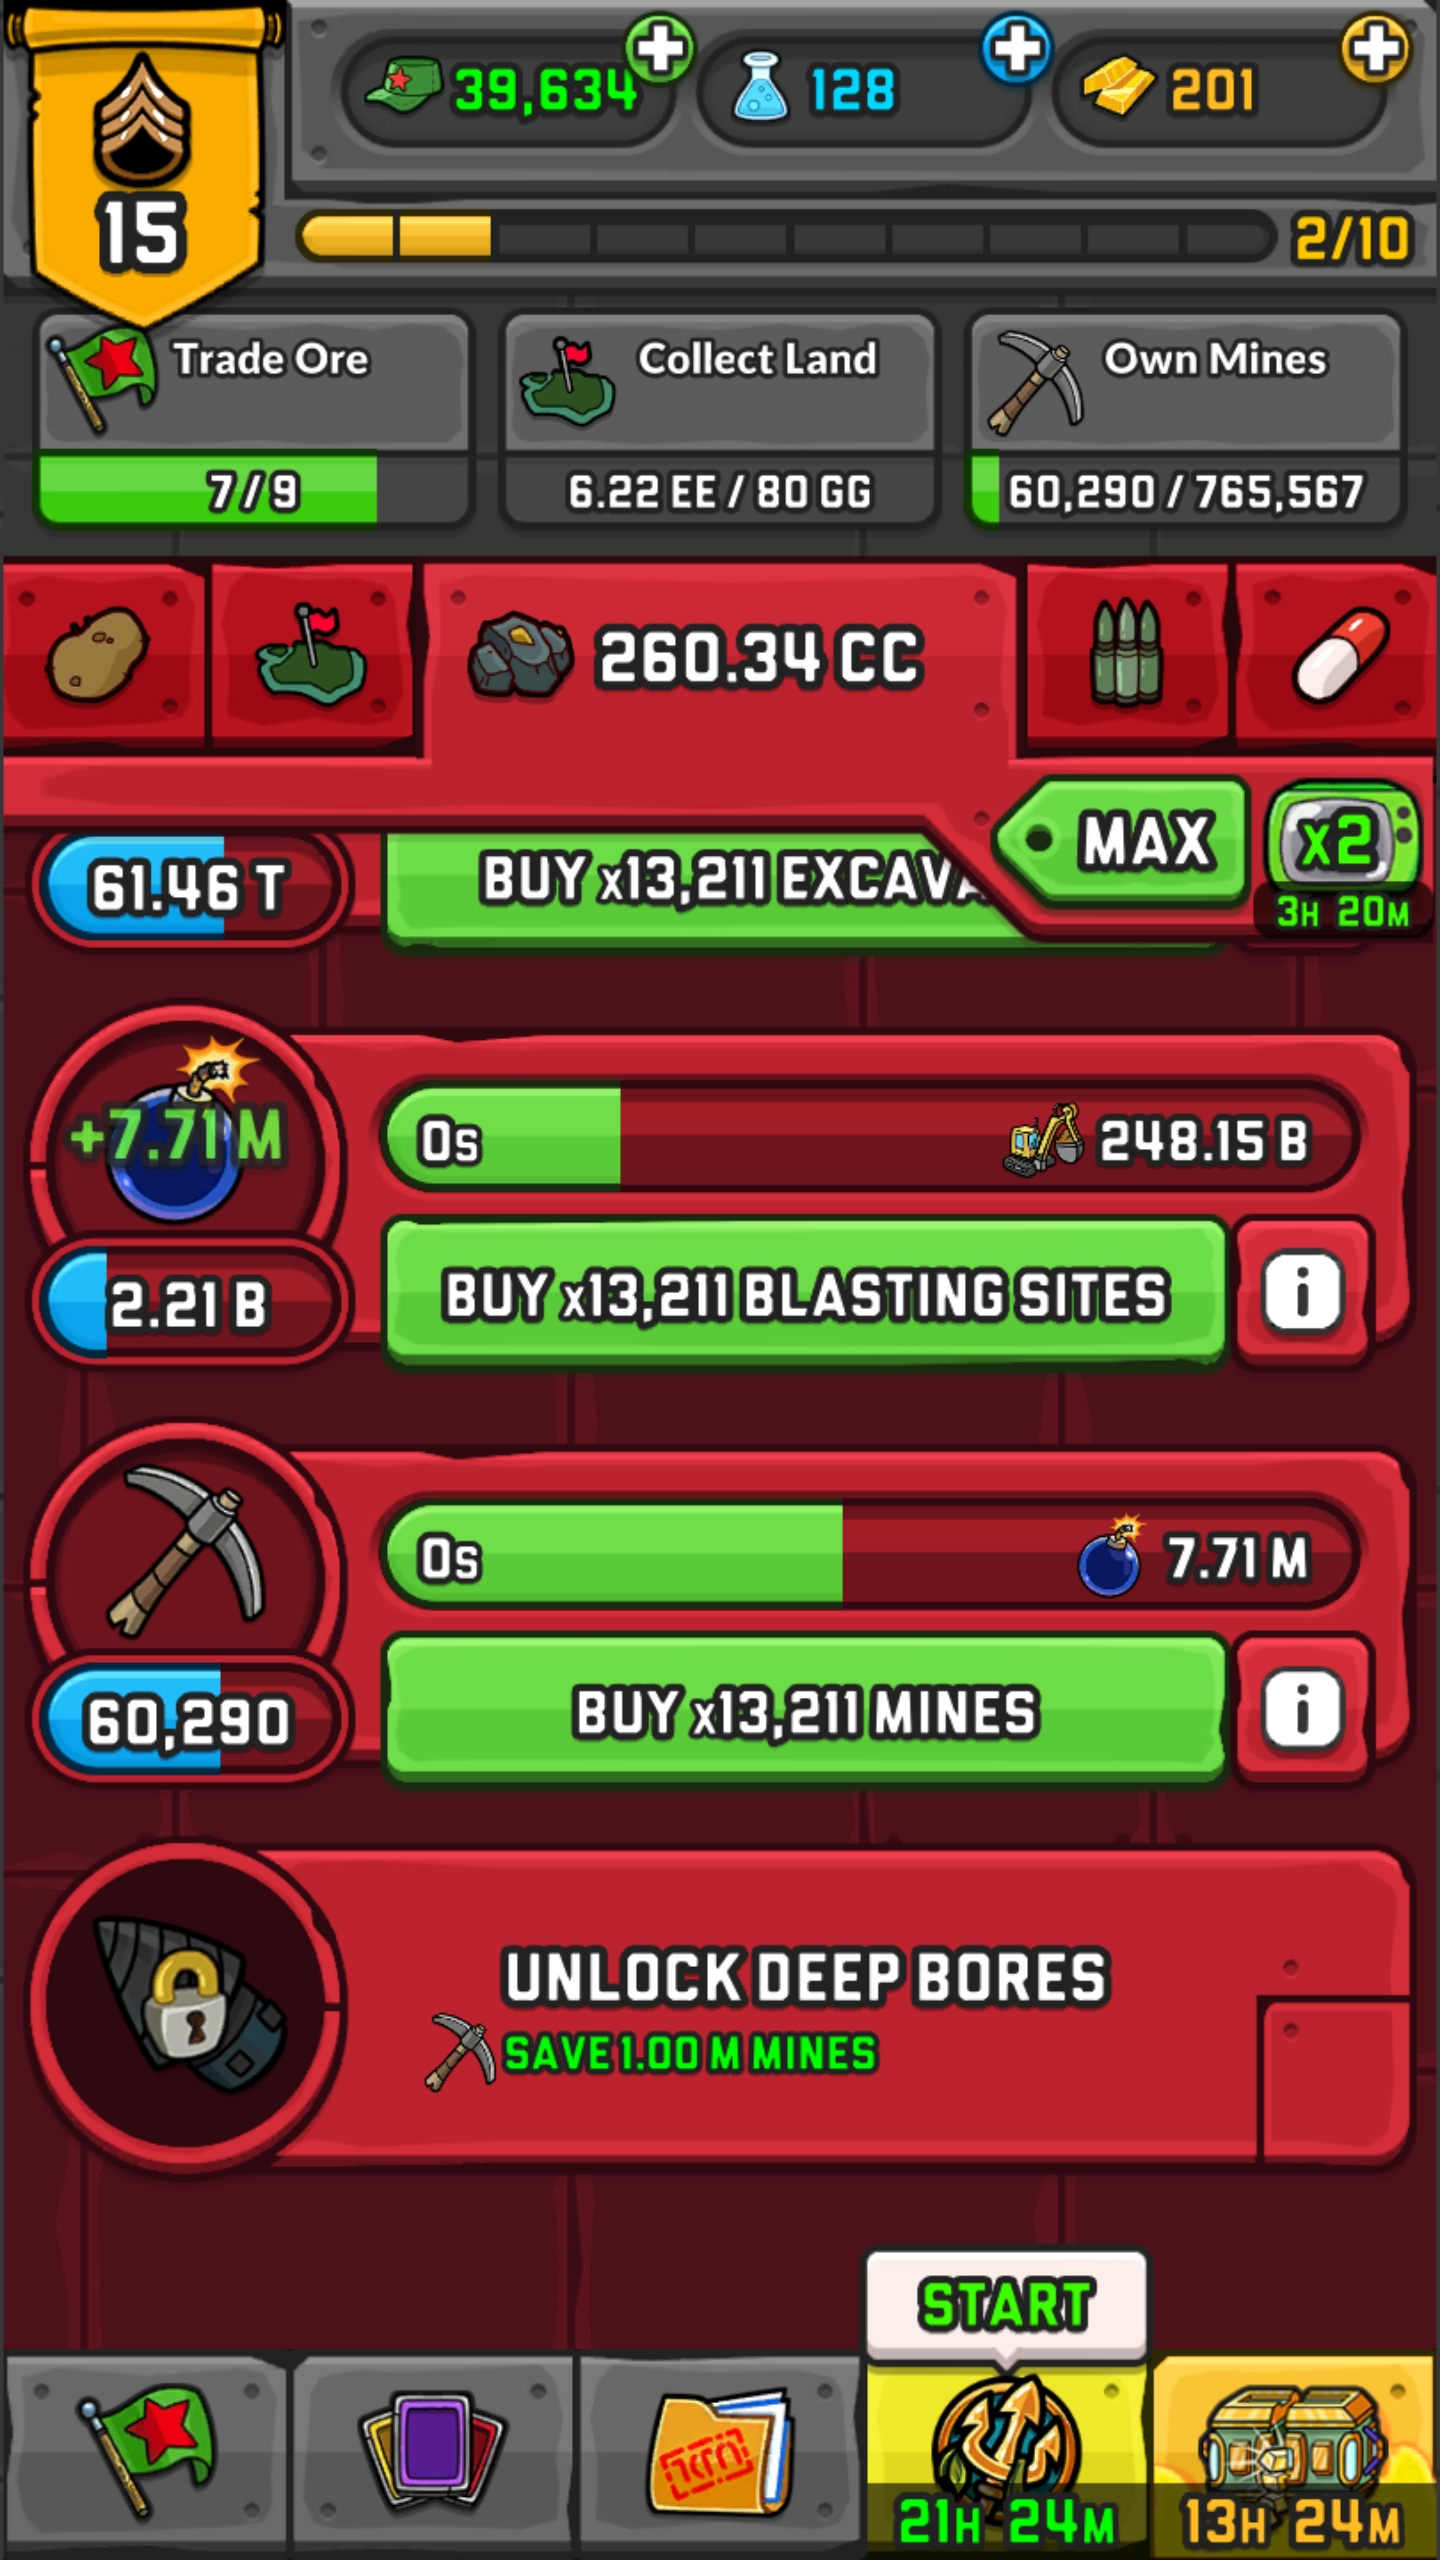 39,634
128
201
15
2/10
Trade Ore
Collect Land
Own Mines
7/9
6.22 EE / 80 GG
60,290 / 765,567
260.34 CC
MAX
x2
3H 20M
61.46 T
BUY x13,211 EXCAVA
+7.71 M
0s
248.15 B
2.21 B
BUY x13,211 BLASTING SITES
i
0s
7.71 M
60,290
BUY x13,211 MINES
i
UNLOCK DEEP BORES
SAVE 1.00 M MINES
START
21H 24M
13H 24M